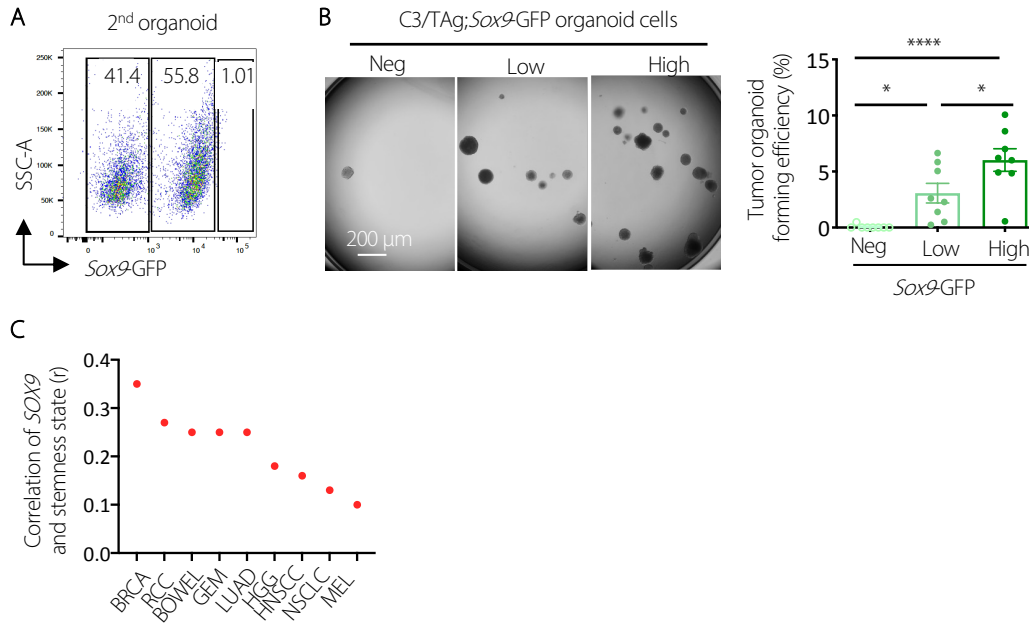 A
2nd organoid
250K
200K
150K
100K
50K
0
41.4
55.8
1.01
SSC-A
0
10^3
10^4
10^5
Sox9-GFP
B
C3/TAg;Sox9-GFP organoid cells
Neg
Low
High
200 µm
Tumor organoid
forming efficiency (%)
15
10
5
0
****
*
*
Neg
Low
High
Sox9-GFP
C
Correlation of SOX9
and stemness state (r)
0.4
0.3
0.2
0.1
0.0
BRCA
RCC
BOWEL
GEM
LUAD
HGG
HNSCC
NSCLC
MEL